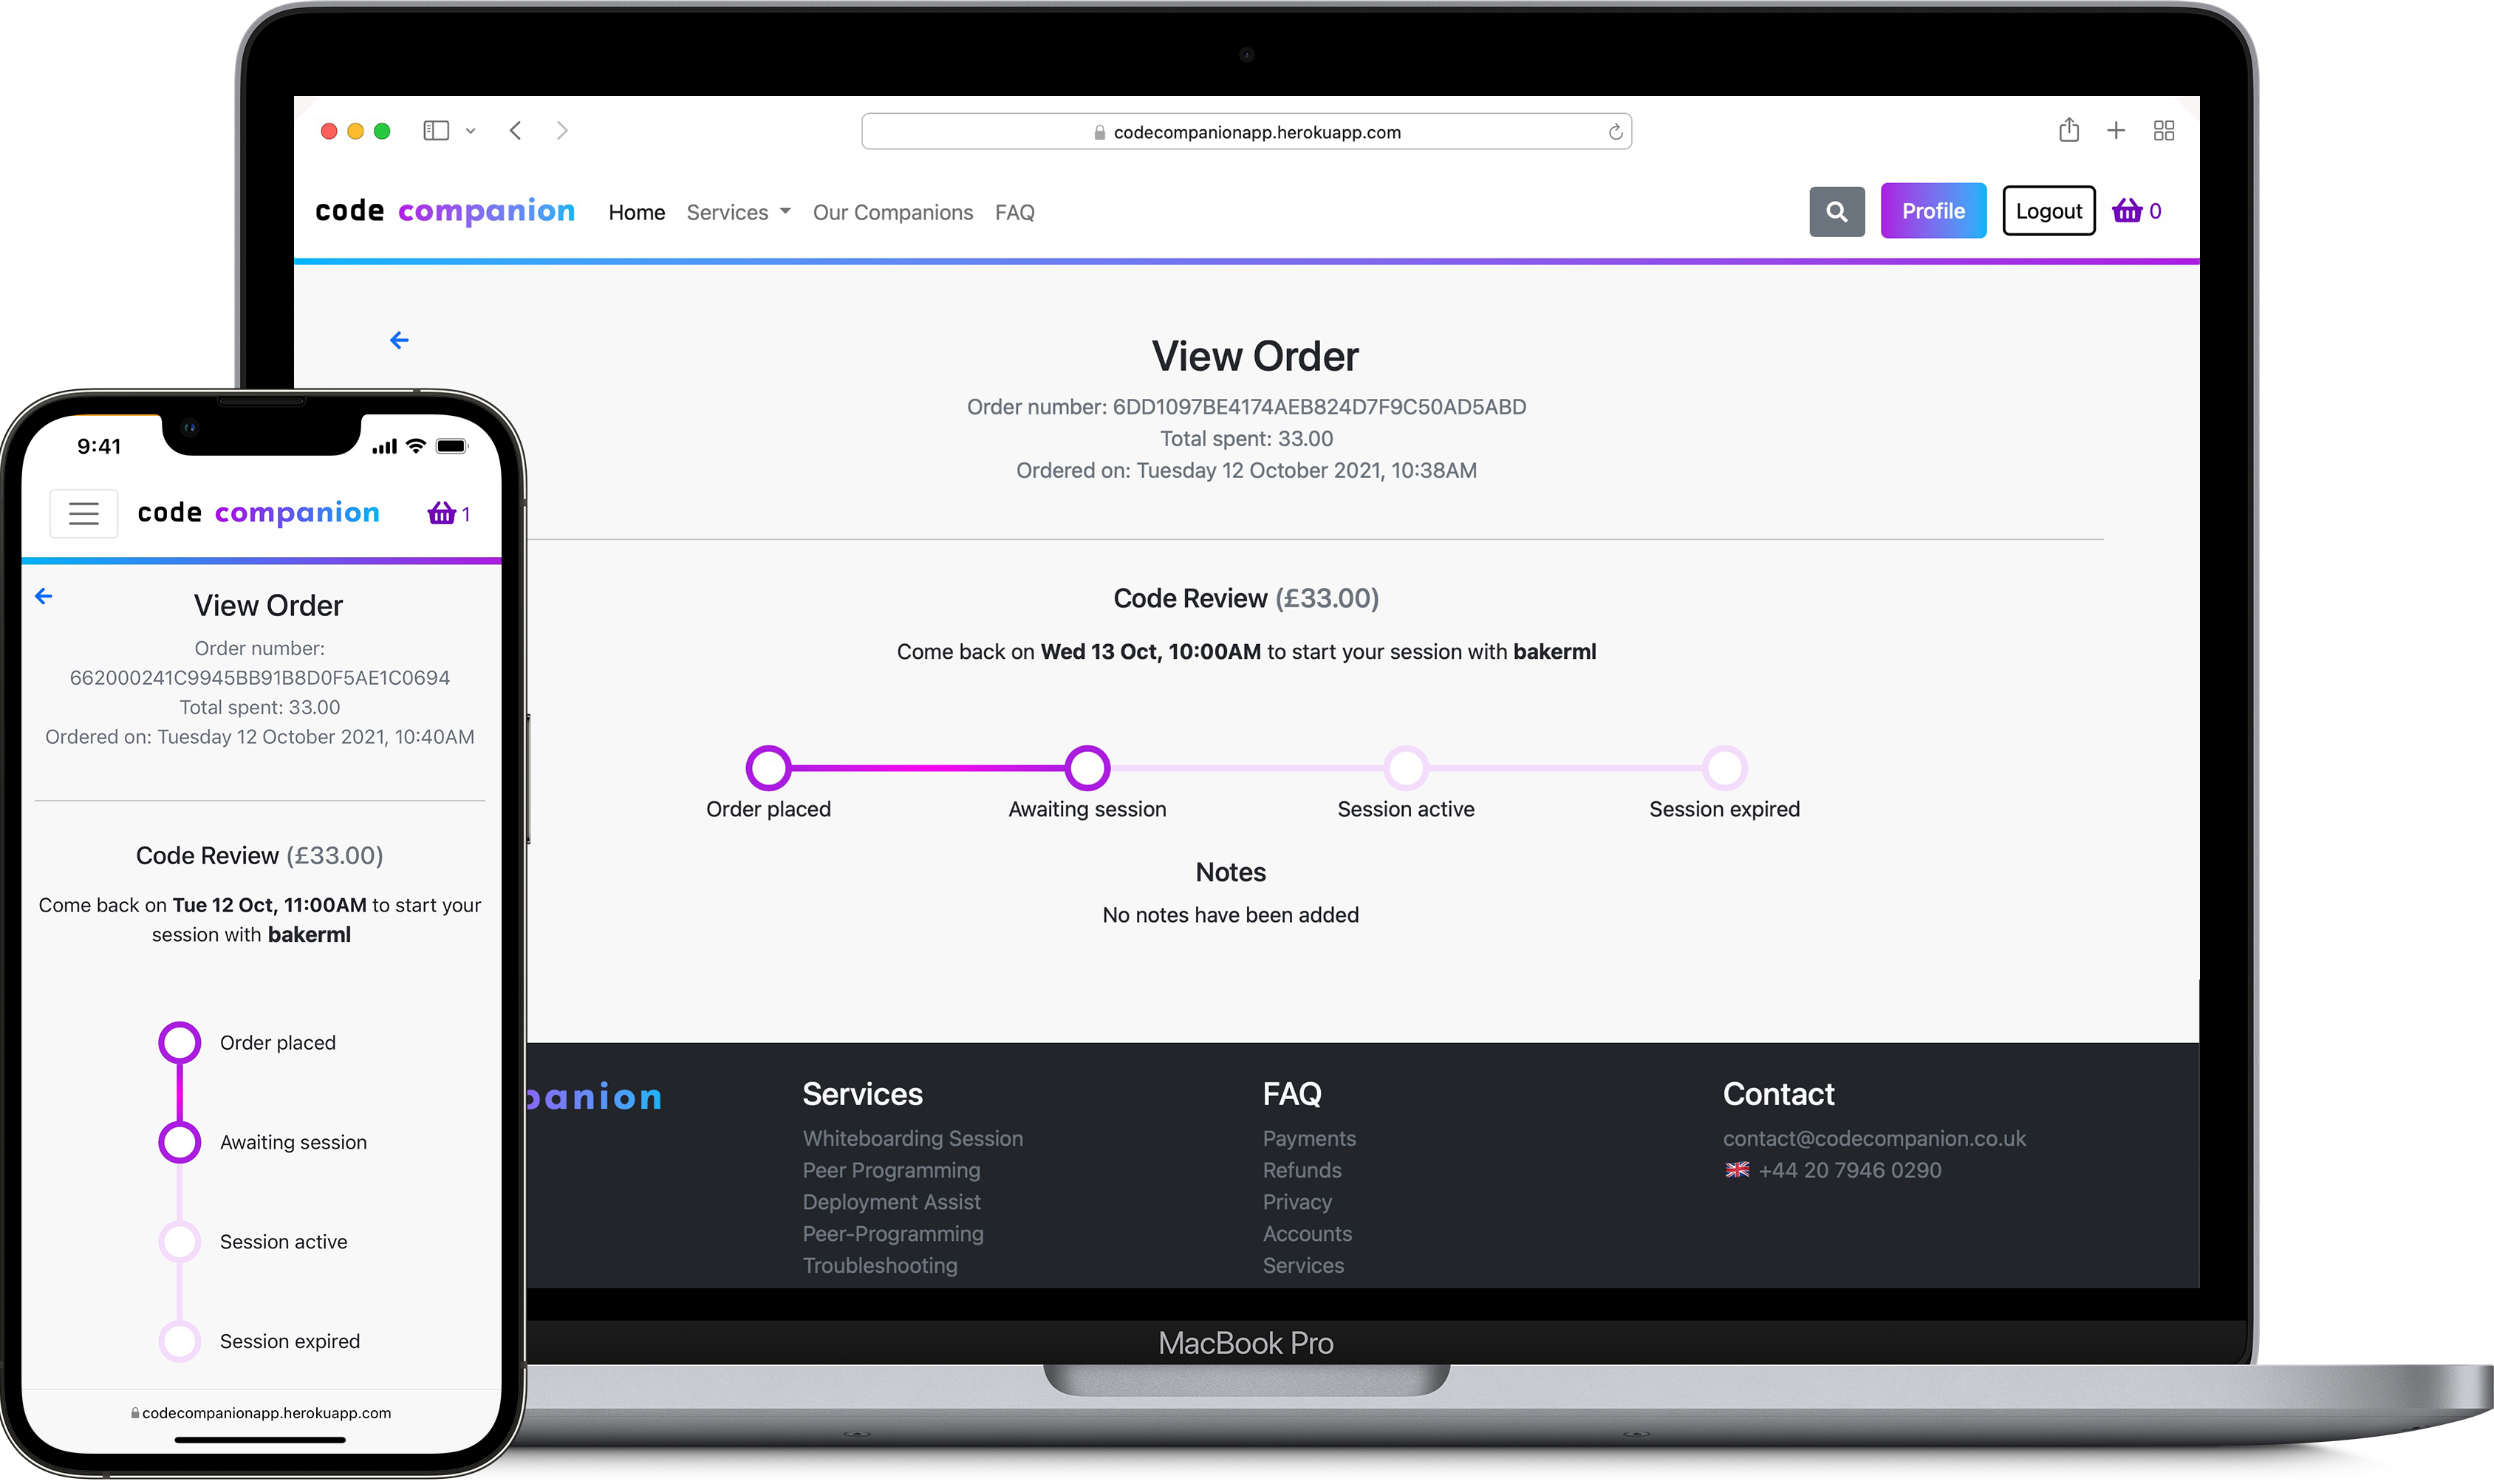 codecompanionapp.herokuapp.com
code companion Home Services Our Companions FAQ Profile Logout 0
View Order
Order number: 6DD1097BE4174AEB824D7F9C50AD5ABD
Total spent: 33.00
Ordered on: Tuesday 12 October 2021, 10:38AM
Code Review (£33.00)
Come back on Wed 13 Oct, 10:00AM to start your session with bakerml
Order placed Awaiting session Session active Session expired
Notes
No notes have been added
panion
Services
Whiteboarding Session
Peer Programming
Deployment Assist
Peer-Programming
Troubleshooting
FAQ
Payments
Refunds
Privacy
Accounts
Services
Contact
contact@codecompanion.co.uk
🇬🇧 +44 20 7946 0290
MacBook Pro
9:41
code companion 1
View Order
Order number:
662000241C9945BB91B8D0F5AE1C0694
Total spent: 33.00
Ordered on: Tuesday 12 October 2021, 10:40AM
Code Review (£33.00)
Come back on Tue 12 Oct, 11:00AM to start your
session with bakerml
Order placed
Awaiting session
Session active
Session expired
codecompanionapp.herokuapp.com